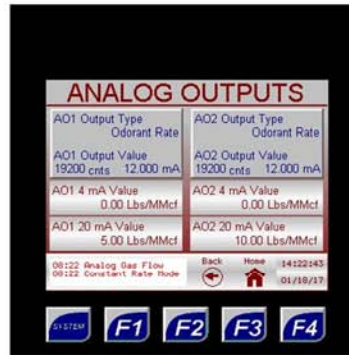 ANALOG OUTPUTS
AO1 Output Type
Odorant Rate
AO1 Output Value
19200 cnts 12.000 mA
AO2 Output Type
Odorant Rate
AO2 Output Value
19200 cnts 12.000 mA
AO1 4 mA Value
0.00 Lbs/MMcf
AO2 4 mA Value
0.00 Lbs/MMcf
AO1 20 mA Value
5.00 Lbs/MMcf
AO2 20 mA Value
10.00 Lbs/MMcf
08:22 Analog Gas Flow
00:22 Constant Rate Mode
Back
Home
14:22:43
01/18/17
SYSTEM
F1
F2
F3
F4